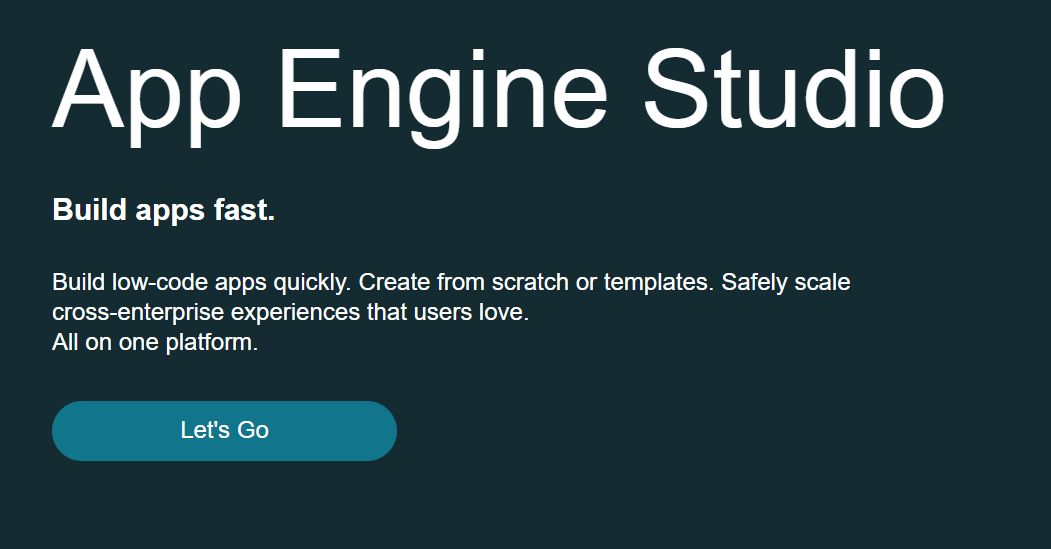 App Engine Studio
Build apps fast.
Build low-code apps quickly. Create from scratch or templates. Safely scale
cross-enterprise experiences that users love.
All on one platform.
Let's Go